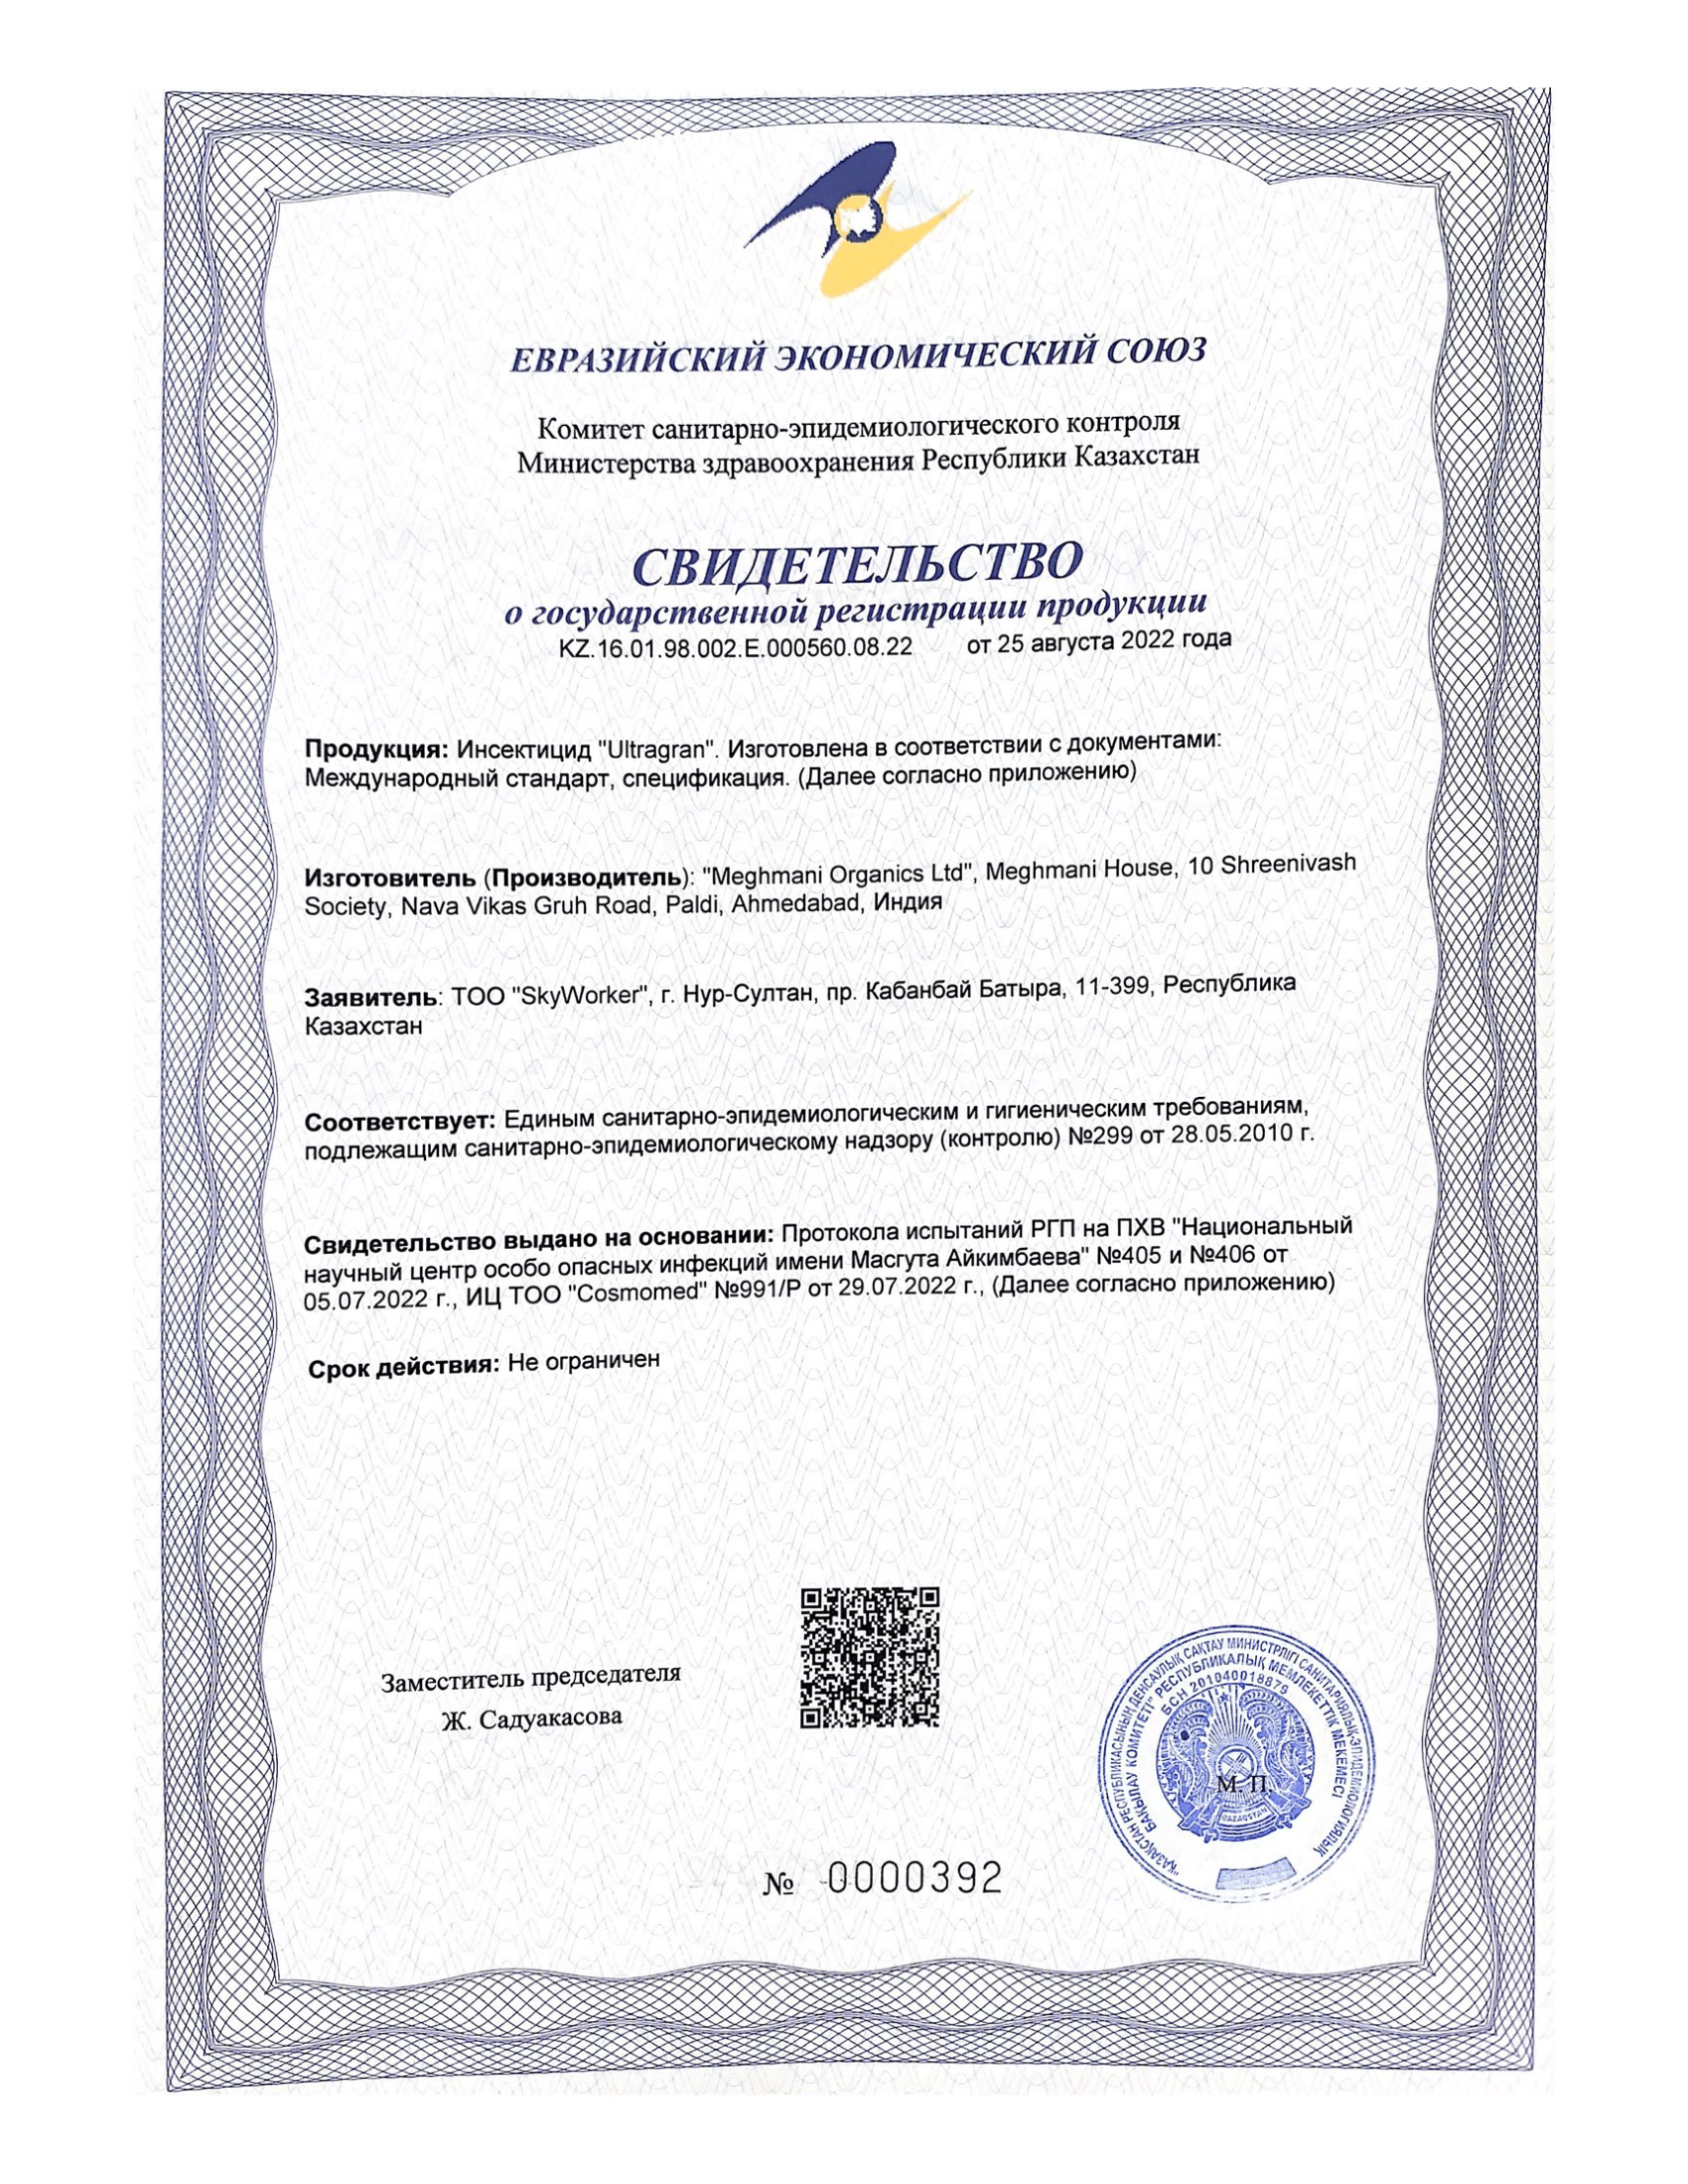 ЕВРАЗИЙСКИЙ ЭКОНОМИЧЕСКИЙ СОЮЗ
Комитет санитарно-эпидемиологического контроля
Министерства здравоохранения Республики Казахстан
СВИДЕТЕЛЬСТВО
о государственной регистрации продукции
KZ.16.01.98.002.E.000560.08.22 от 25 августа 2022 года
Продукция: Инсектицид "Ultragran". Изготовлена в соответствии с документами:
Международный стандарт, спецификация. (Далее согласно приложению)
Изготовитель (Производитель): "Meghmani Organics Ltd", Meghmani House, 10 Shreenivash
Society, Nava Vikas Gruh Road, Paldi, Ahmedabad, Индия
Заявитель: ТОО "SkyWorker", г. Нур-Султан, пр. Кабанбай Батыра, 11-399, Республика
Казахстан
Соответствует: Единым санитарно-эпидемиологическим и гигиеническим требованиям,
подлежащим санитарно-эпидемиологическому надзору (контролю) №299 от 28.05.2010 г.
Свидетельство выдано на основании: Протокола испытаний РГП на ПХВ "Национальный
научный центр особо опасных инфекций имени Масгута Айкимбаева" №405 и №406 от
05.07.2022 г., ИЦ ТОО "Cosmomed" №991/Р от 29.07.2022 г., (Далее согласно приложению)
Срок действия: Не ограничен
Заместитель председателя
Ж. Садуакасова
"ҚАЗАҚСТАН РЕСПУБЛИКАСЫНЫҢ ДЕНСАУЛЫҚ САҚТАУ МИНИСТРЛІГІ САНИТАРИЯЛЫҚ-ЭПИДЕМИОЛОГИЯЛЫҚ
БАҚЫЛАУ КОМИТЕТІ" РЕСПУБЛИКАЛЫҚ МЕМЛЕКЕТТІК МЕКЕМЕСІ
БСН 201040018879
М. П.
QAZAQSTAN
№ 0000392